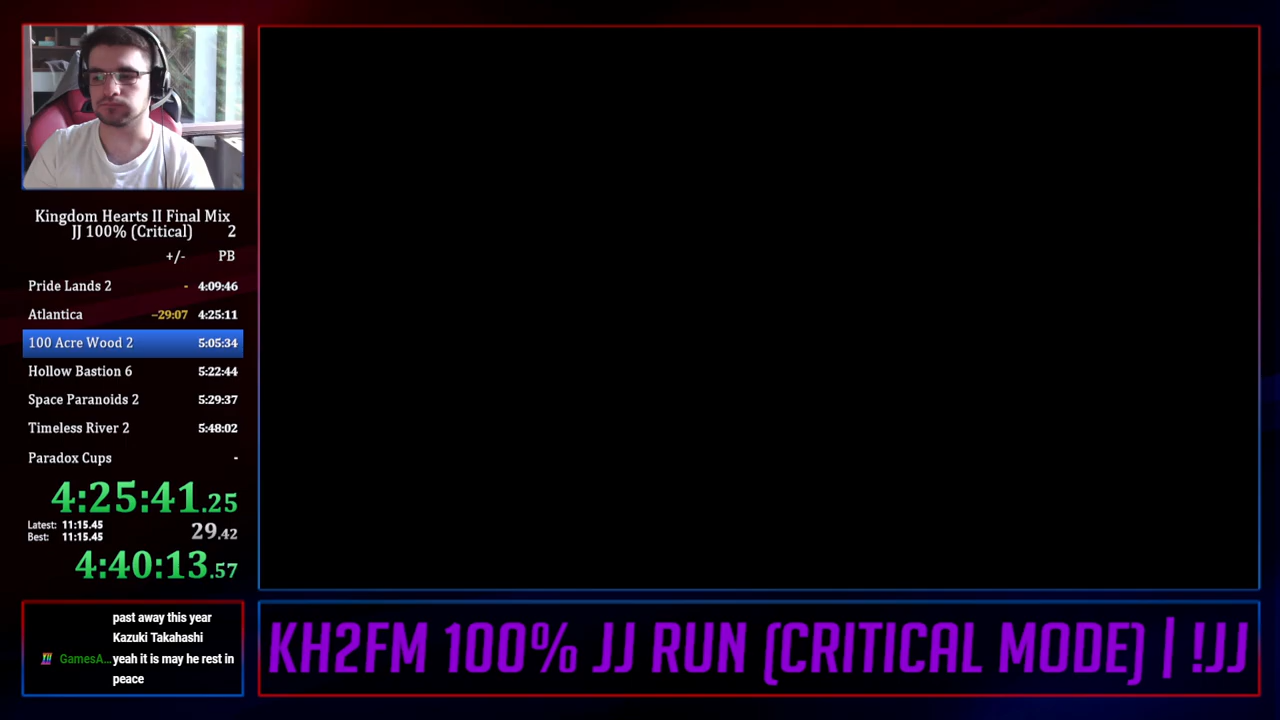 Kingdom Hearts II Final Mix
JJ 100% (Critical) 2
+/- PB
Pride Lands 2 - 4:09:46
Atlantica −29:07 4:25:11
100 Acre Wood 2 5:05:34
Hollow Bastion 6 5:22:44
Space Paranoids 2 5:29:37
Timeless River 2 5:48:02
Paradox Cups -
4:25:41.25
Latest: 11:15.45
Best: 11:15.45
29.42
4:40:13.57
past away this year
Kazuki Takahashi
GamesA... yeah it is may he rest in
peace
KH2FM 100% JJ RUN (CRITICAL MODE) | !JJ